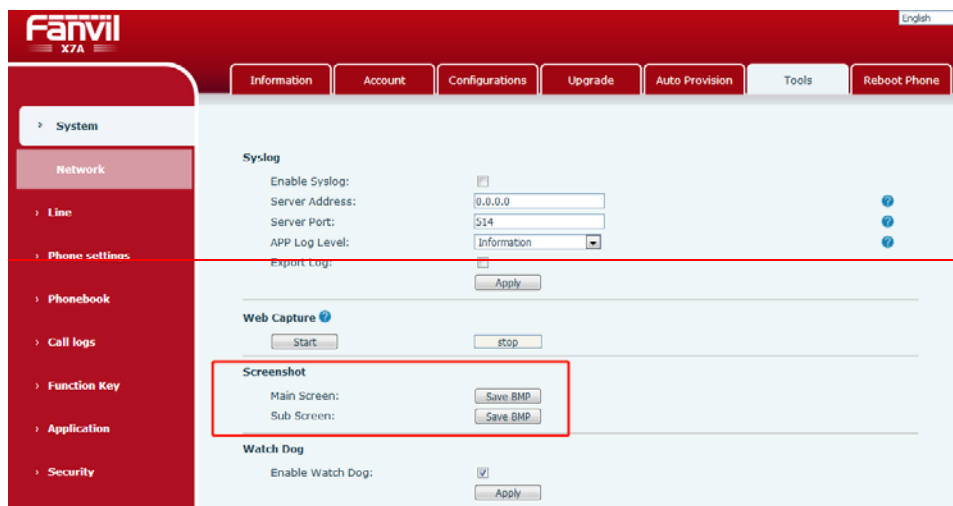 Fanvil
X7A
English
Information Account Configurations Upgrade Auto Provision Tools Reboot Phone
› System
Network
› Line
› Phone settings
› Phonebook
› Call logs
› Function Key
› Application
› Security
Syslog
Enable Syslog:
Server Address: 0.0.0.0
Server Port: 514
APP Log Level: Information
Export Log:
Apply
Web Capture
Start stop
Screenshot
Main Screen: Save BMP
Sub Screen: Save BMP
Watch Dog
Enable Watch Dog:
Apply